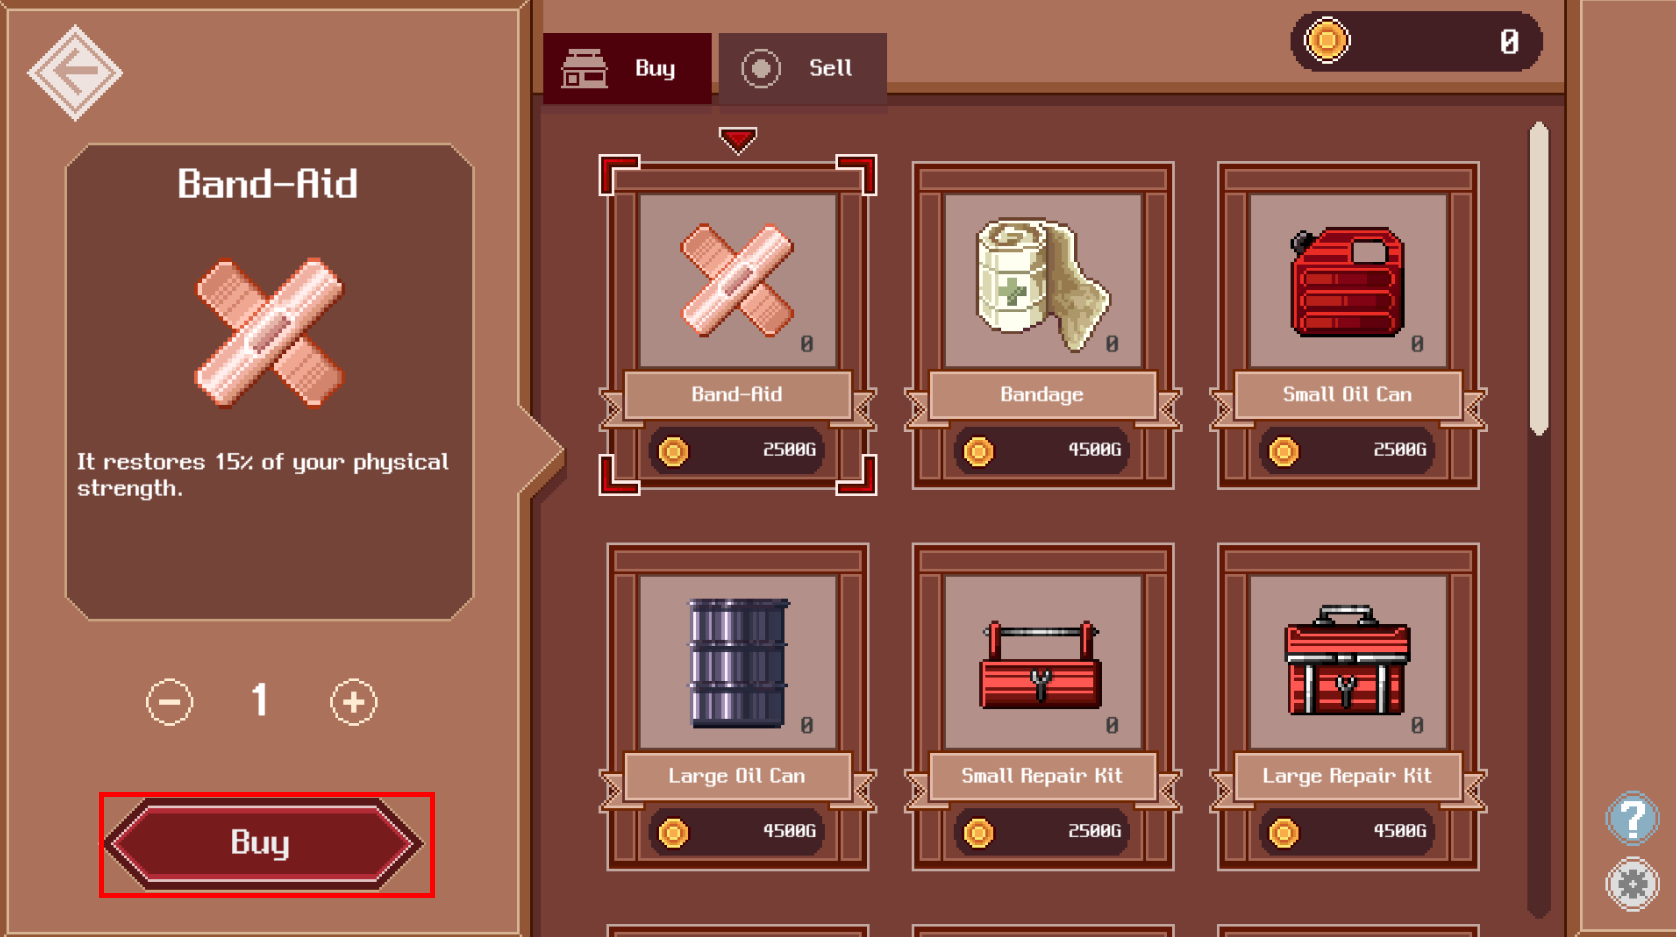 Buy
Sell
0
Band-Aid
It restores 15% of your physical
strength.
1
Buy
0
Band-Aid
2500G
0
Bandage
4500G
0
Small Oil Can
2500G
0
Large Oil Can
4500G
0
Small Repair Kit
2500G
0
Large Repair Kit
4500G
?